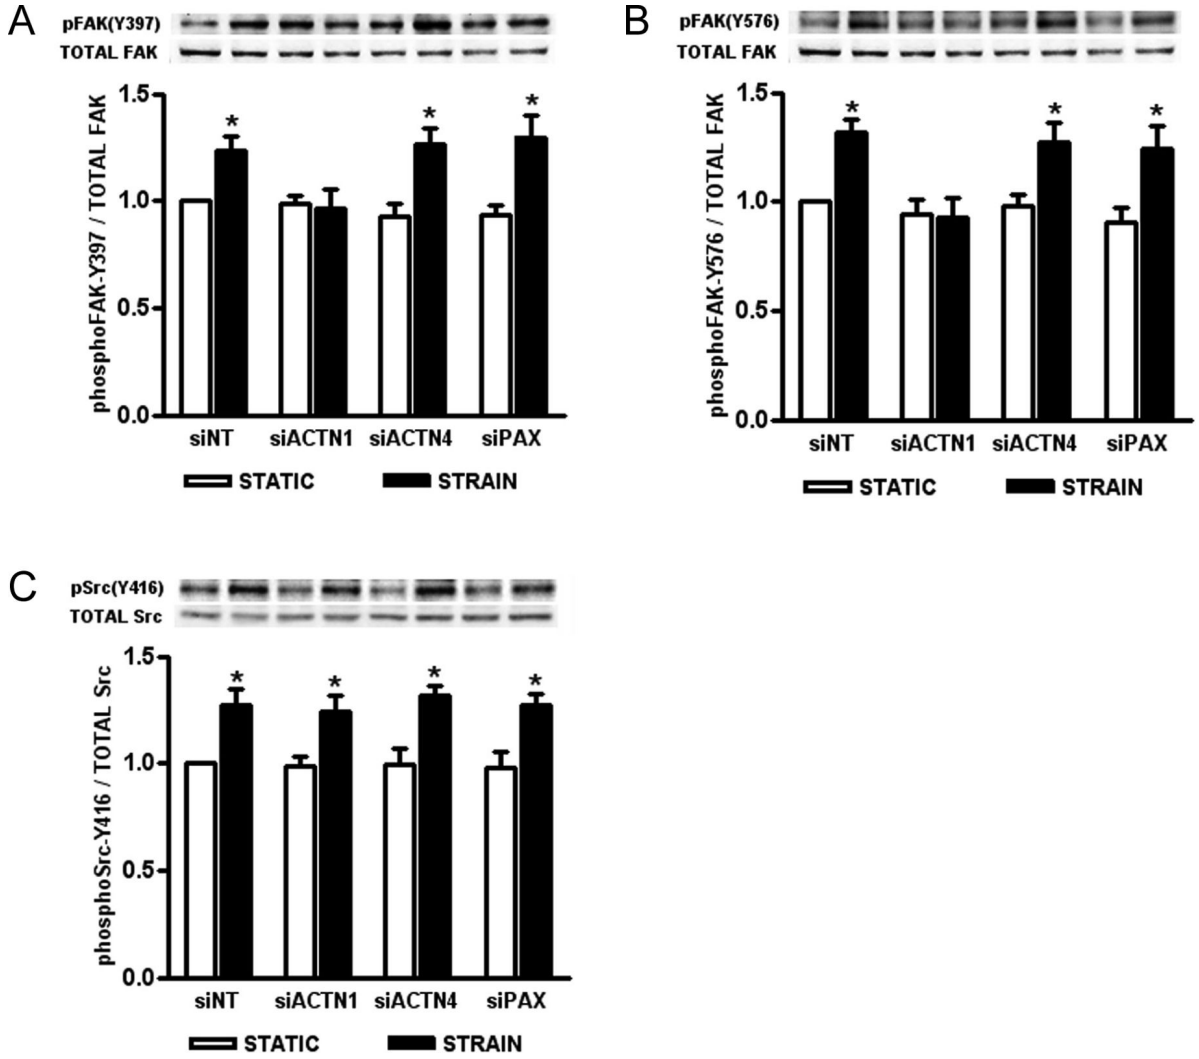 A
pFAK(Y397)
TOTAL FAK
phosphoFAK-Y397 / TOTAL FAK
1.5
1.0
0.5
0.0
* * *
siNT siACTN1 siACTN4 siPAX
STATIC STRAIN
B
pFAK(Y576)
TOTAL FAK
phosphoFAK-Y576 / TOTAL FAK
1.5
1.0
0.5
0.0
* * *
siNT siACTN1 siACTN4 siPAX
STATIC STRAIN
C
pSrc(Y416)
TOTAL Src
phosphoSrc-Y416 / TOTAL Src
1.5
1.0
0.5
0.0
* * * *
siNT siACTN1 siACTN4 siPAX
STATIC STRAIN